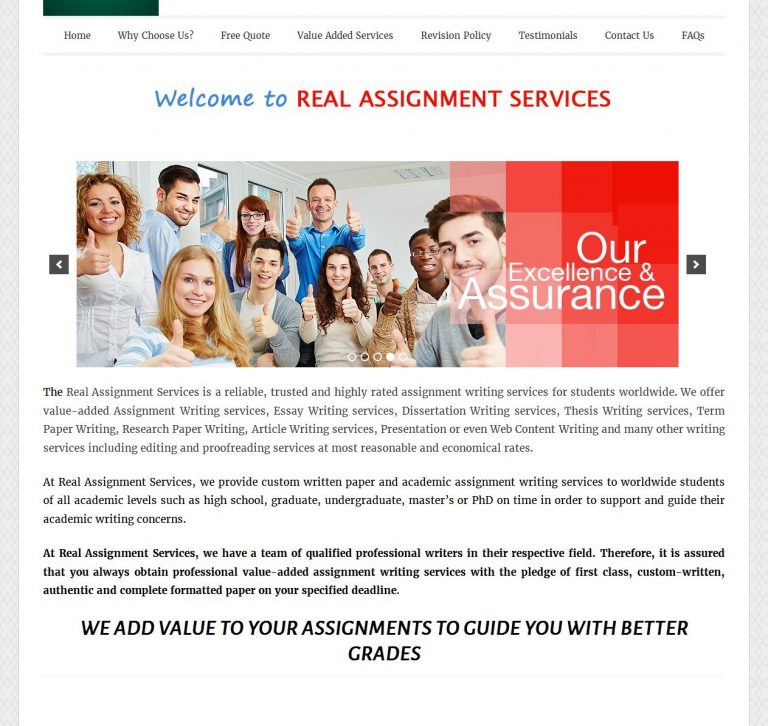 Home Why Choose Us? Free Quote Value Added Services Revision Policy Testimonials Contact Us FAQs
Welcome to REAL ASSIGNMENT SERVICES
Our
Excellence &
Assurance
The Real Assignment Services is a reliable, trusted and highly rated assignment writing services for students worldwide. We offer
value-added Assignment Writing services, Essay Writing services, Dissertation Writing services, Thesis Writing services, Term
Paper Writing, Research Paper Writing, Article Writing services, Presentation or even Web Content Writing and many other writing
services including editing and proofreading services at most reasonable and economical rates.
At Real Assignment Services, we provide custom written paper and academic assignment writing services to worldwide students
of all academic levels such as high school, graduate, undergraduate, master's or PhD on time in order to support and guide their
academic writing concerns.
At Real Assignment Services, we have a team of qualified professional writers in their respective field. Therefore, it is assured
that you always obtain professional value-added assignment writing services with the pledge of first class, custom-written,
authentic and complete formatted paper on your specified deadline.
WE ADD VALUE TO YOUR ASSIGNMENTS TO GUIDE YOU WITH BETTER
GRADES